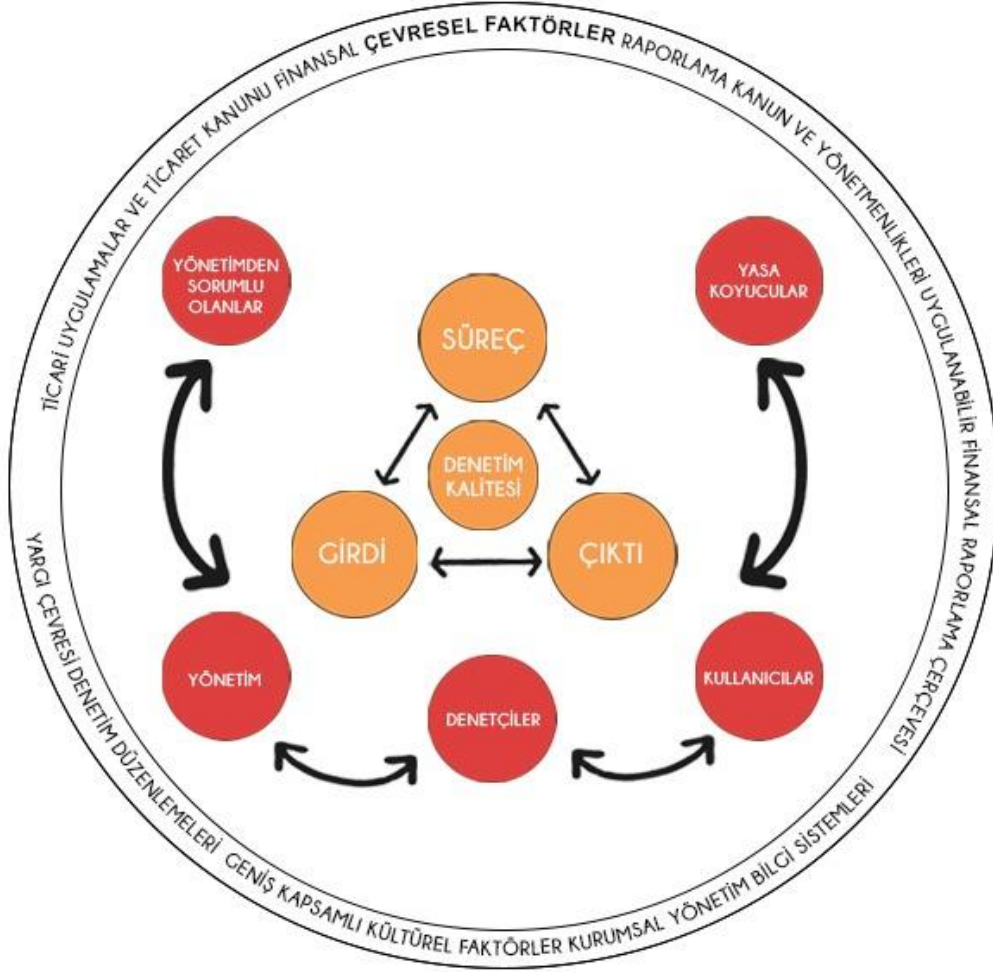 TİCARİ UYGULAMALAR VE TİCARET KANUNU FİNANSAL ÇEVRESEL FAKTÖRLER RAPORLAMA KANUN VE YÖNETMENLİKLERİ UYGULANABİLİR FİNANSAL RAPORLAMA ÇERÇEVESİ
YARGI ÇEVRESİ DENETİM DÜZENLEMELERİ GENİŞ KAPSAMLI KÜLTÜREL FAKTÖRLER KURUMSAL YÖNETİM BİLGİ SİSTEMLERİ
YÖNETİMDEN
SORUMLU
OLANLAR
YASA
KOYUCULAR
SÜREÇ
DENETİM
KALİTESİ
GİRDİ
ÇIKTI
YÖNETİM
DENETÇİLER
KULLANICILAR